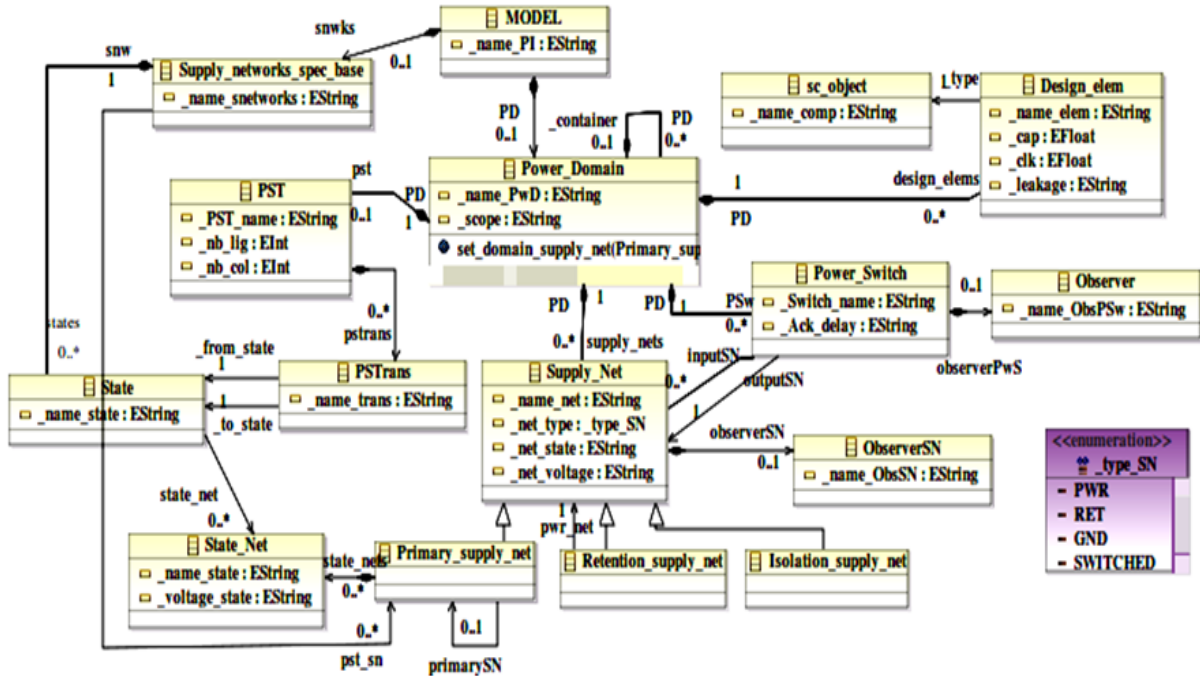 MODEL
_name_PI : EString
snwks
0..1
snw
1
Supply_networks_spec_base
_name_snetworks : EString
PD
0..1
_container
0..1
PD
0..*
sc_object
_name_comp : EString
1
_type
Design_elem
_name_elem : EString
_cap : EFloat
_clk : EFloat
_leakage : EString
design_elems
0..*
1
PD
Power_Domain
_name_PwD : EString
_scope : EString
set_domain_supply_net(Primary_sup
pst
0..1
PD
1
PST
_PST_name : EString
_nb_lig : EInt
_nb_col : EInt
0..*
pstrans
PD
1
0..*
supply_nets
PD
1
PSw
0..*
Power_Switch
_Switch_name : EString
_Ack_delay : EString
0..1
observerPwS
Observer
_name_ObsPSw : EString
states
0..*
_from_state
1
1
_to_state
State
_name_state : EString
PSTrans
_name_trans : EString
inputSN
0..*
outputSN
1
Supply_Net
_name_net : EString
_net_type : _type_SN
_net_state : EString
_net_voltage : EString
observerSN
0..1
ObserverSN
_name_ObsSN : EString
<<enumeration>>
_type_SN
PWR
RET
GND
SWITCHED
state_net
0..*
State_Net
_name_state : EString
_voltage_state : EString
state_nets
0..*
Primary_supply_net
1
pwr_net
Retention_supply_net
Isolation_supply_net
0..*
pst_sn
0..1
primarySN